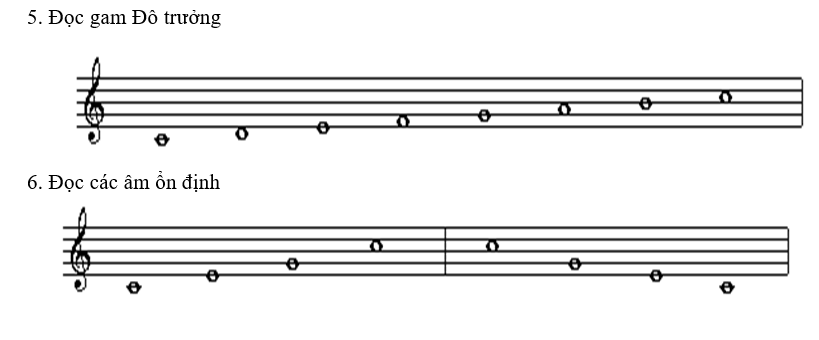 5. Đọc gam Đô trưởng
6. Đọc các âm ổn định